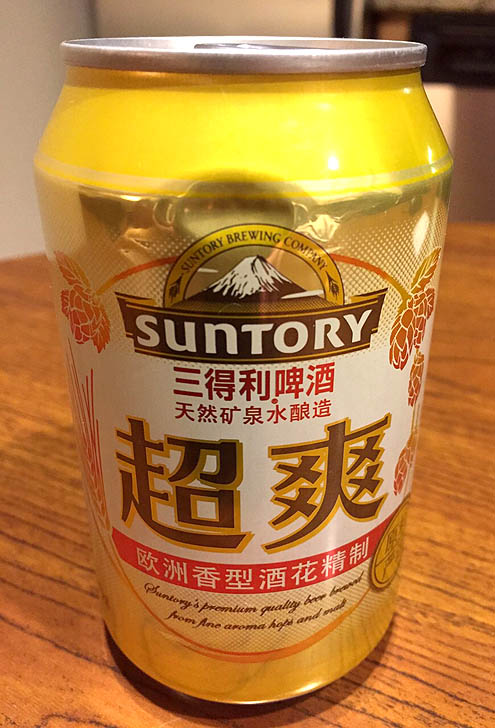 SUNTORY BREWING COMPANY
SUNTORY
三得利啤酒
天然矿泉水酿造
超爽
欧洲香型酒花精制
Suntory's premium quality beer brewed
from fine aroma hops and malt